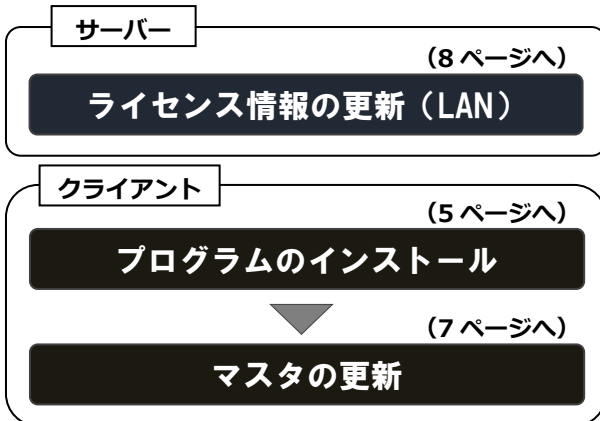 サーバー
（8 ページへ）
ライセンス情報の更新（LAN）
クライアント
（5 ページへ）
プログラムのインストール
（7 ページへ）
マスタの更新